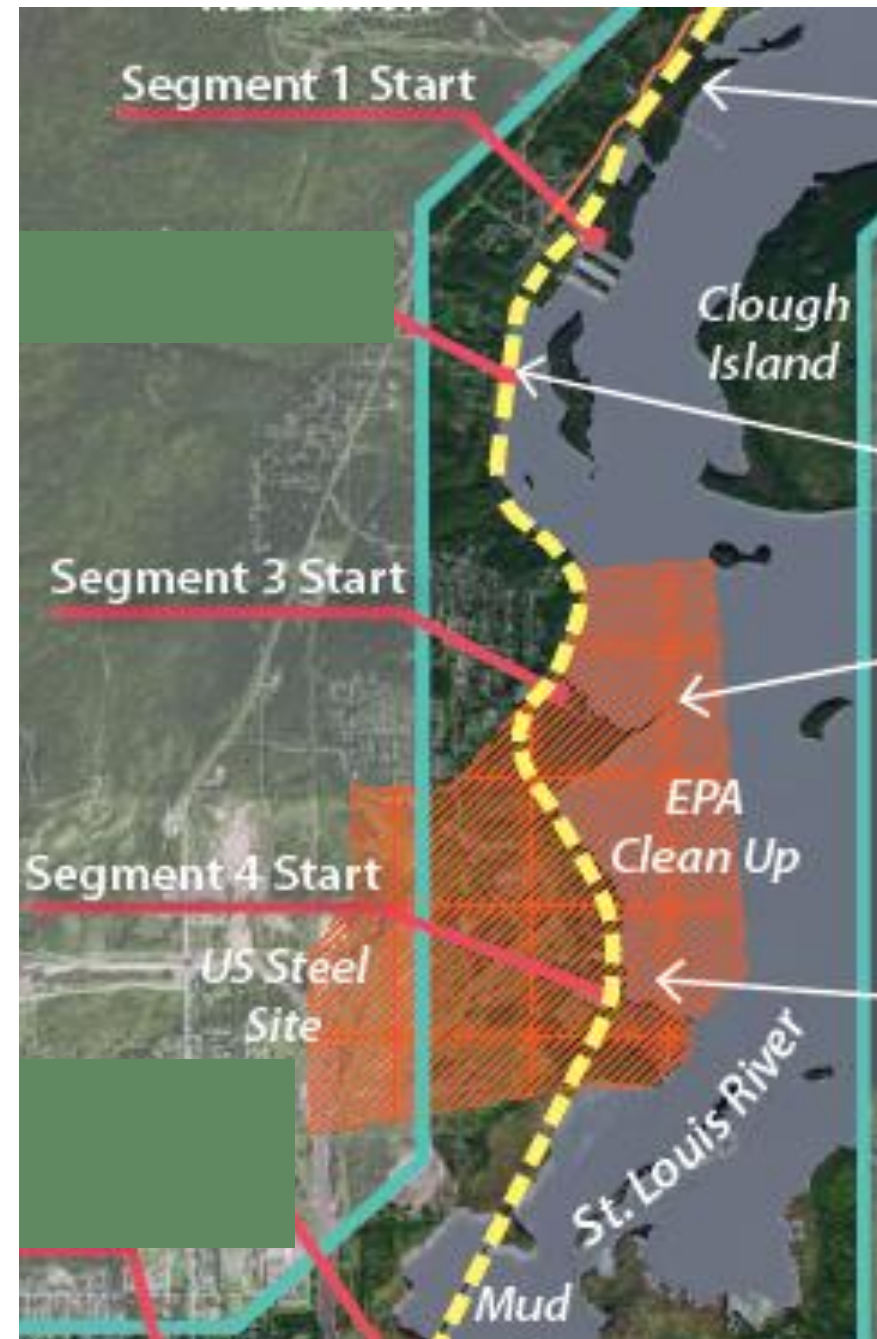 Segment 1 Start
Clough
Island
Segment 3 Start
EPA
Clean Up
Segment 4 Start
US Steel
Site
St. Louis River
Mud